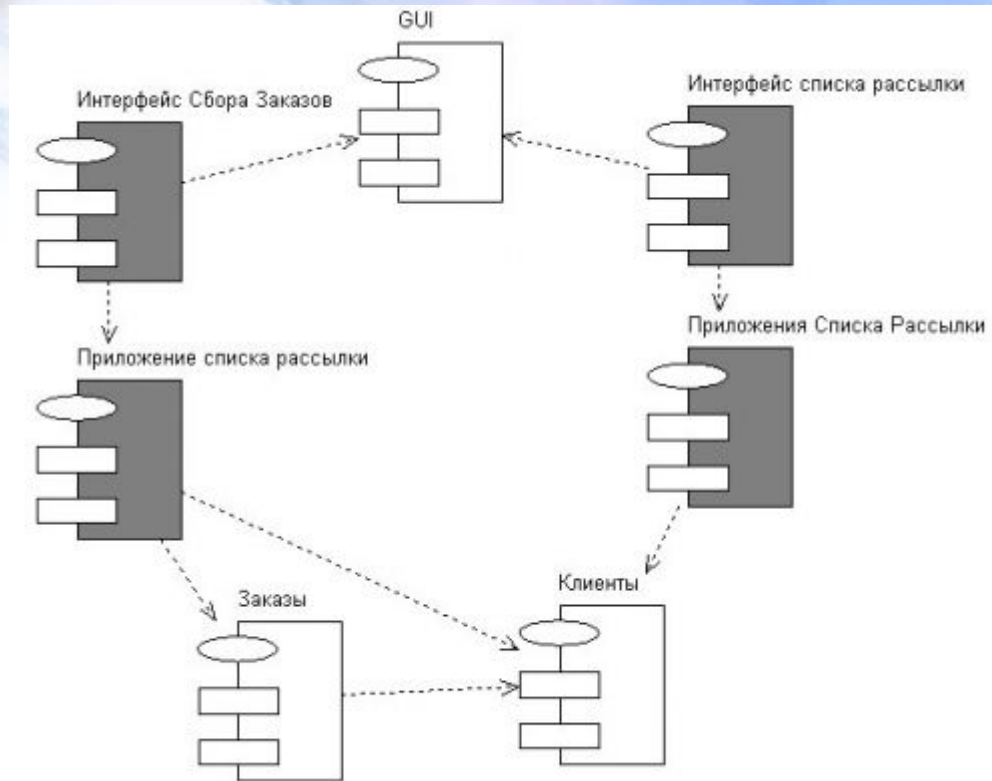 GUI
Интерфейс Сбора Заказов
Интерфейс списка рассылки
Приложение списка рассылки
Приложения Списка Рассылки
Заказы
Клиенты